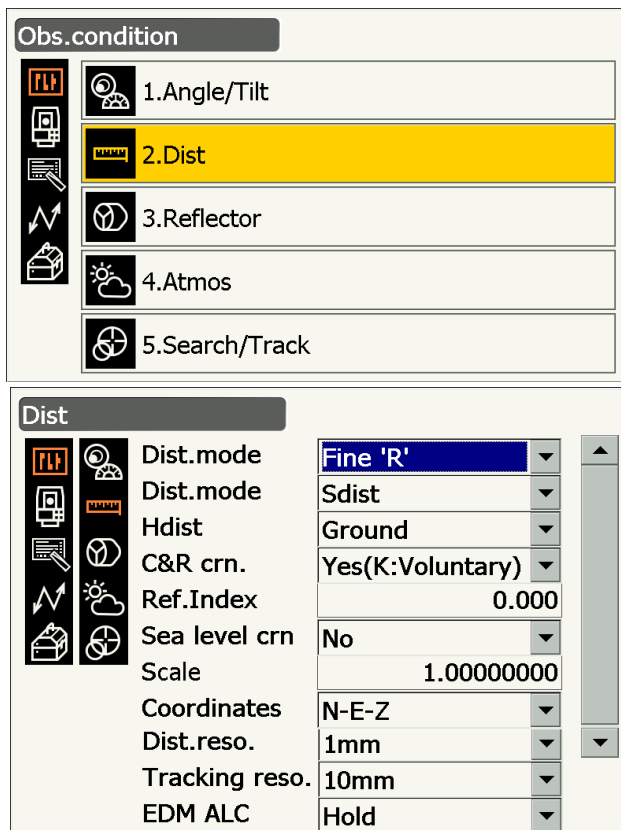 Obs.condition
1.Angle/Tilt
2.Dist
3.Reflector
4.Atmos
5.Search/Track
Dist
Dist.mode Fine 'R'
Dist.mode Sdist
Hdist Ground
C&R crn. Yes(K:Voluntary)
Ref.Index 0.000
Sea level crn No
Scale 1.00000000
Coordinates N-E-Z
Dist.reso. 1mm
Tracking reso. 10mm
EDM ALC Hold